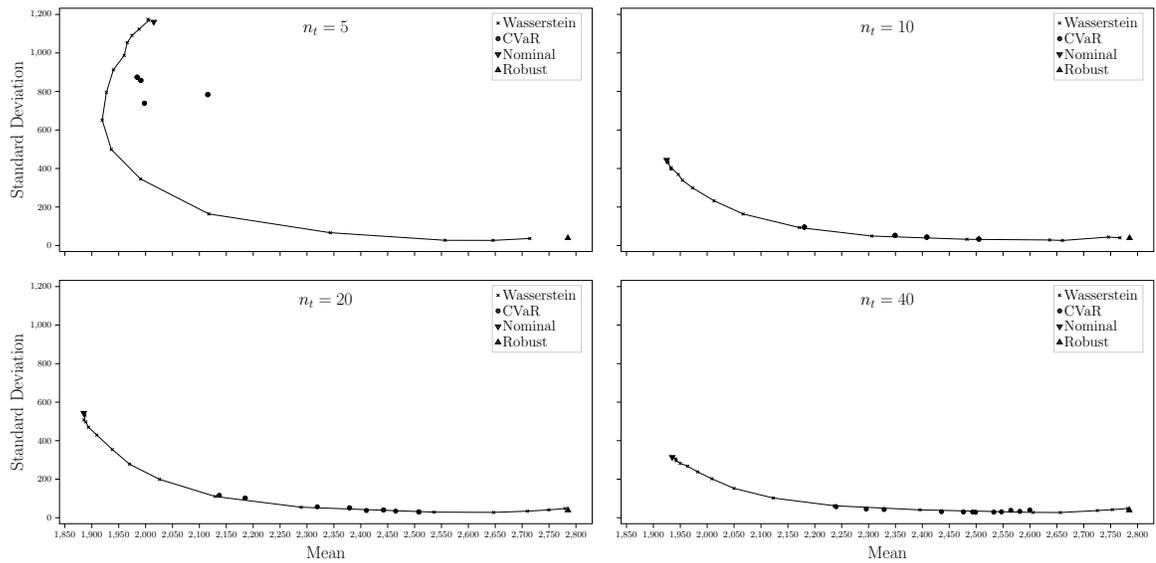 n_t = 5
Wasserstein
CVaR
Nominal
Robust
1,200
1,000
800
600
400
200
0
Standard Deviation
n_t = 10
Wasserstein
CVaR
Nominal
Robust
n_t = 20
Wasserstein
CVaR
Nominal
Robust
1,200
1,000
800
600
400
200
0
Standard Deviation
1,850 1,900 1,950 2,000 2,050 2,100 2,150 2,200 2,250 2,300 2,350 2,400 2,450 2,500 2,550 2,600 2,650 2,700 2,750 2,800
Mean
n_t = 40
Wasserstein
CVaR
Nominal
Robust
1,850 1,900 1,950 2,000 2,050 2,100 2,150 2,200 2,250 2,300 2,350 2,400 2,450 2,500 2,550 2,600 2,650 2,700 2,750 2,800
Mean